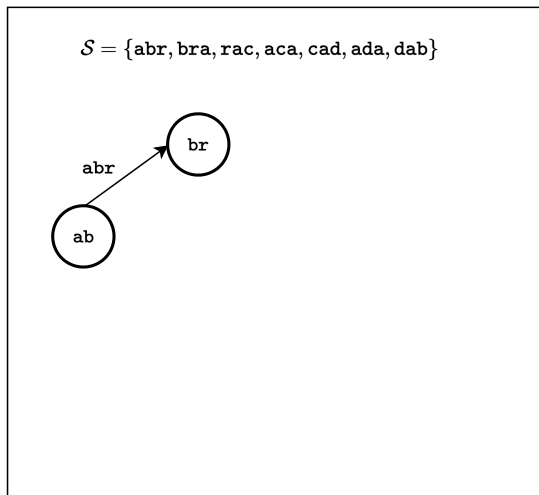 𝒮 = {abr, bra, rac, aca, cad, ada, dab}
br
abr
ab